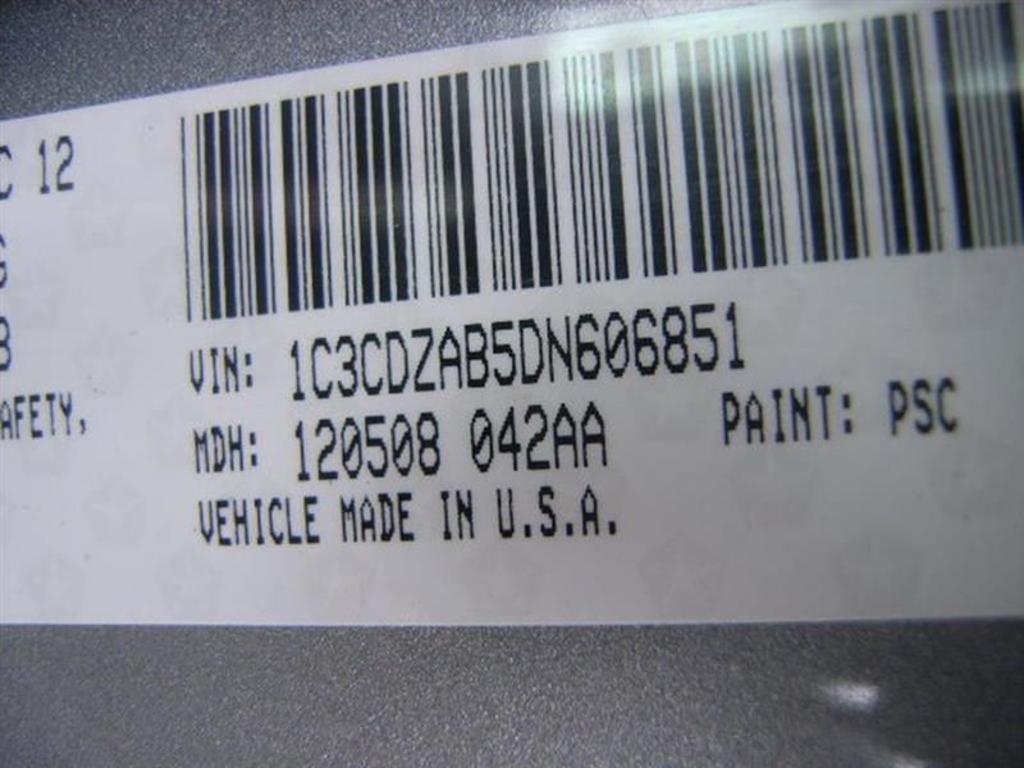 C 12
VIN: 1C3CDZAB5DN606851
AFETY,
MDH: 120508 042AA
PAINT: PSC
VEHICLE MADE IN U.S.A.